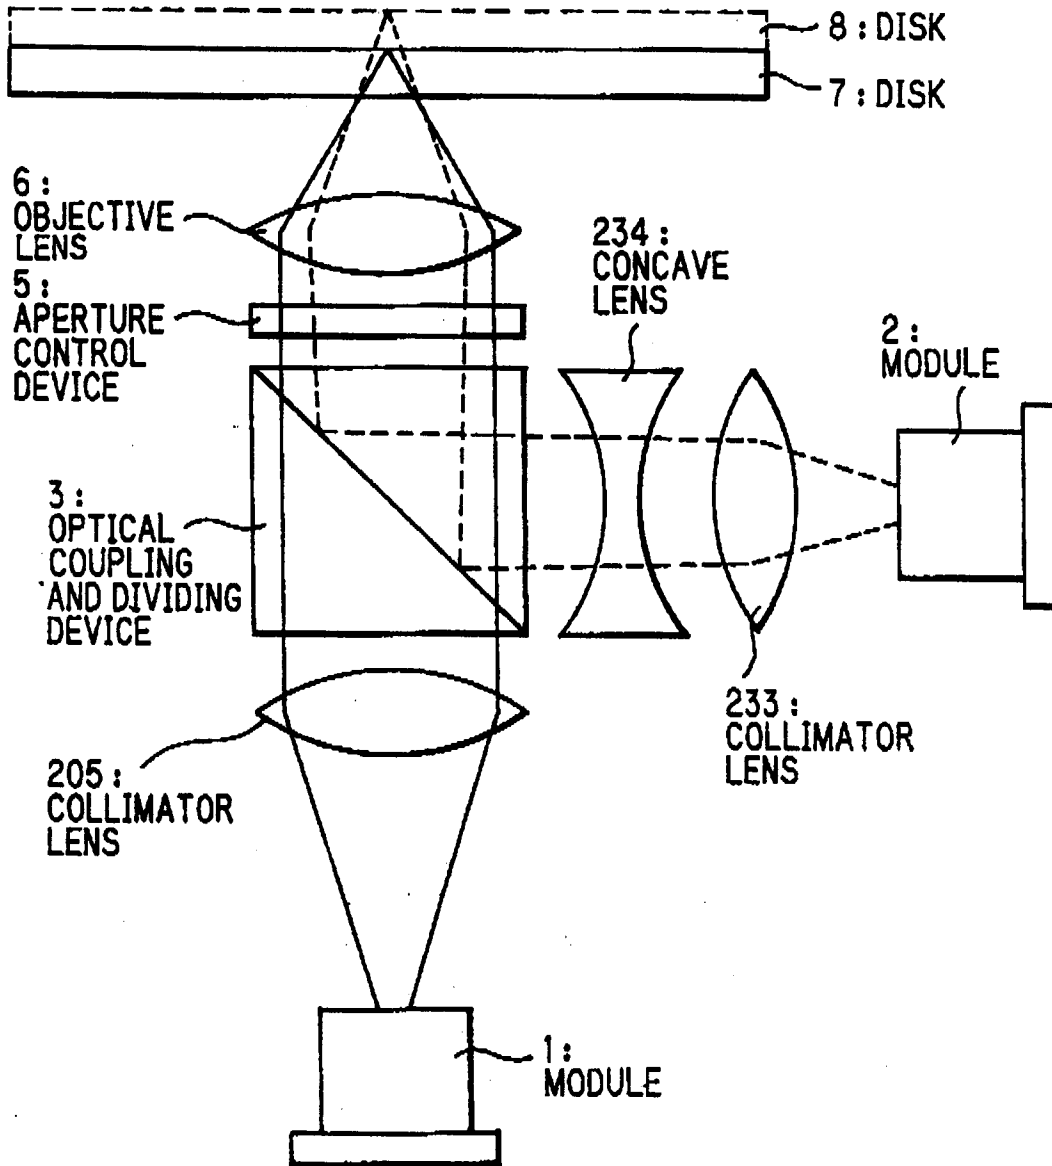 8: DISK
7: DISK
6:
OBJECTIVE
LENS
5:
APERTURE
CONTROL
DEVICE
234:
CONCAVE
LENS
2:
MODULE
3:
OPTICAL
COUPLING
AND DIVIDING
DEVICE
233:
COLLIMATOR
LENS
205:
COLLIMATOR
LENS
1:
MODULE